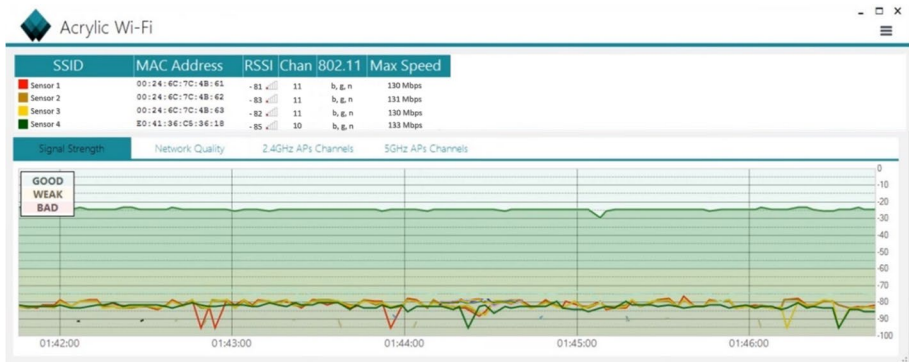 Acrylic Wi-Fi
SSID MAC Address RSSI Chan 802.11 Max Speed
Sensor 1 00:24:6C:7C:4B:61 -81 11 b, g, n 130 Mbps
Sensor 2 00:24:6C:7C:4B:62 -83 11 b, g, n 131 Mbps
Sensor 3 00:24:6C:7C:4B:63 -82 11 b, g, n 130 Mbps
Sensor 4 E0:41:36:C5:36:18 -85 10 b, g, n 133 Mbps
Signal Strength Network Quality 2.4GHz APs Channels 5GHz APs Channels
GOOD
WEAK
BAD
0
-10
-20
-30
-40
-50
-60
-70
-80
-90
-100
01:42:00 01:43:00 01:44:00 01:45:00 01:46:00